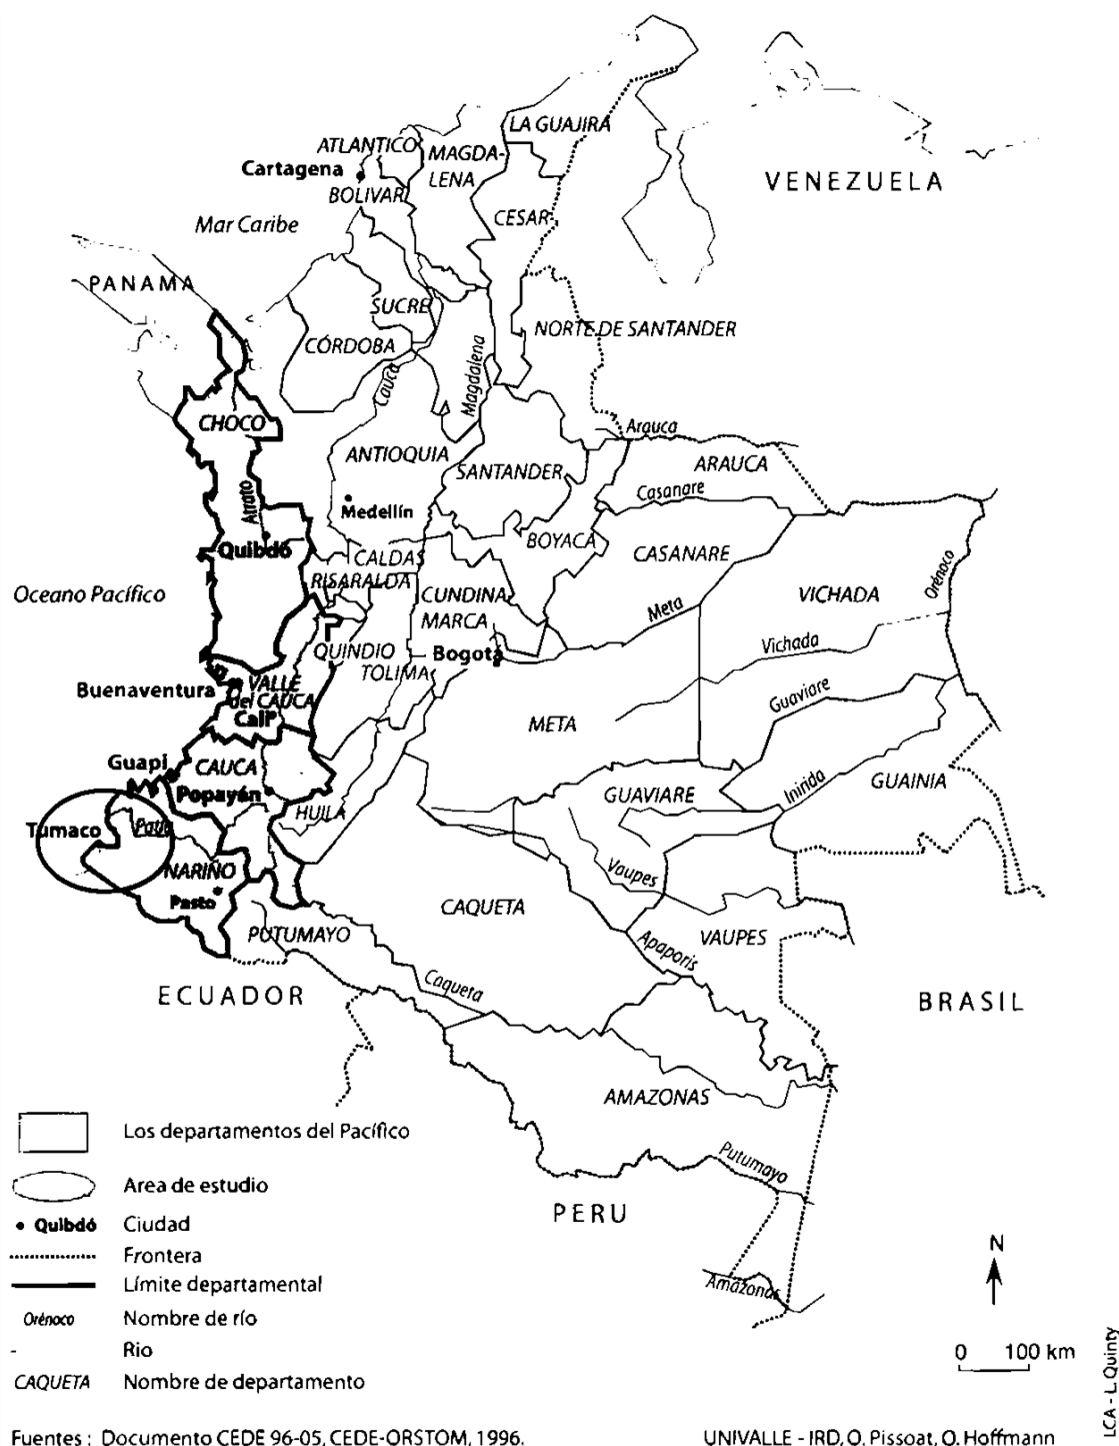 LA GUAJIRA
ATLANTICO
MAGDA-
LENA
Cartagena
BOLIVAR
VENEZUELA
CESAR
Mar Caribe
PANAMA
SUCRE
NORTE DE SANTANDER
CÓRDOBA
Cauca
Magdalena
CHOCO
Arauca
ANTIOQUIA
SANTANDER
ARAUCA
Atrato
Casanare
Medellín
Quibdó
BOYACÁ
CALDAS
CASANARE
RISARALDA
Orénoco
Oceano Pacífico
CUNDINA
MARCA
Meta
VICHADA
QUINDIO
Vichada
Bogotá
TOLIMA
Buenaventura
VALLE
del CAUCA
Guaviare
Cali
META
Guapi
CAUCA
Popayán
Inirida
GUAINIA
GUAVIARE
HUILA
Tumaco
Patia
NARIÑO
Vaupes
Pasto
CAQUETA
PUTUMAYO
VAUPES
Apaporis
Caqueta
ECUADOR
BRASIL
AMAZONAS
Putumayo
PERU
Amazonas
Los departamentos del Pacífico
Area de estudio
Quibdó Ciudad
Frontera
Límite departamental
Orénoco Nombre de río
Rio
CAQUETA Nombre de departamento
N
0 100 km
LCA - L. Quinty
Fuentes : Documento CEDE 96-05, CEDE-ORSTOM, 1996.
UNIVALLE - IRD, O. Pissoat, O. Hoffmann